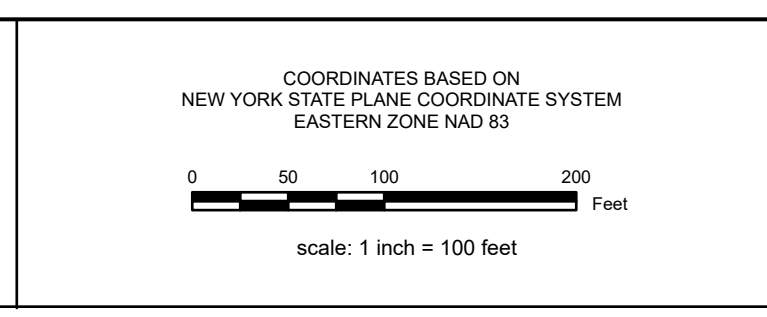 COORDINATES BASED ON
NEW YORK STATE PLANE COORDINATE SYSTEM
EASTERN ZONE NAD 83
0 50 100 200
Feet
scale: 1 inch = 100 feet